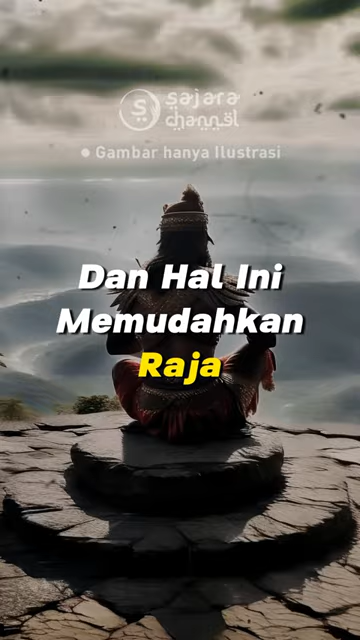 sajara
channel
Gambar hanya Ilustrasi
Dan Hal Ini
Memudahkan
Raja